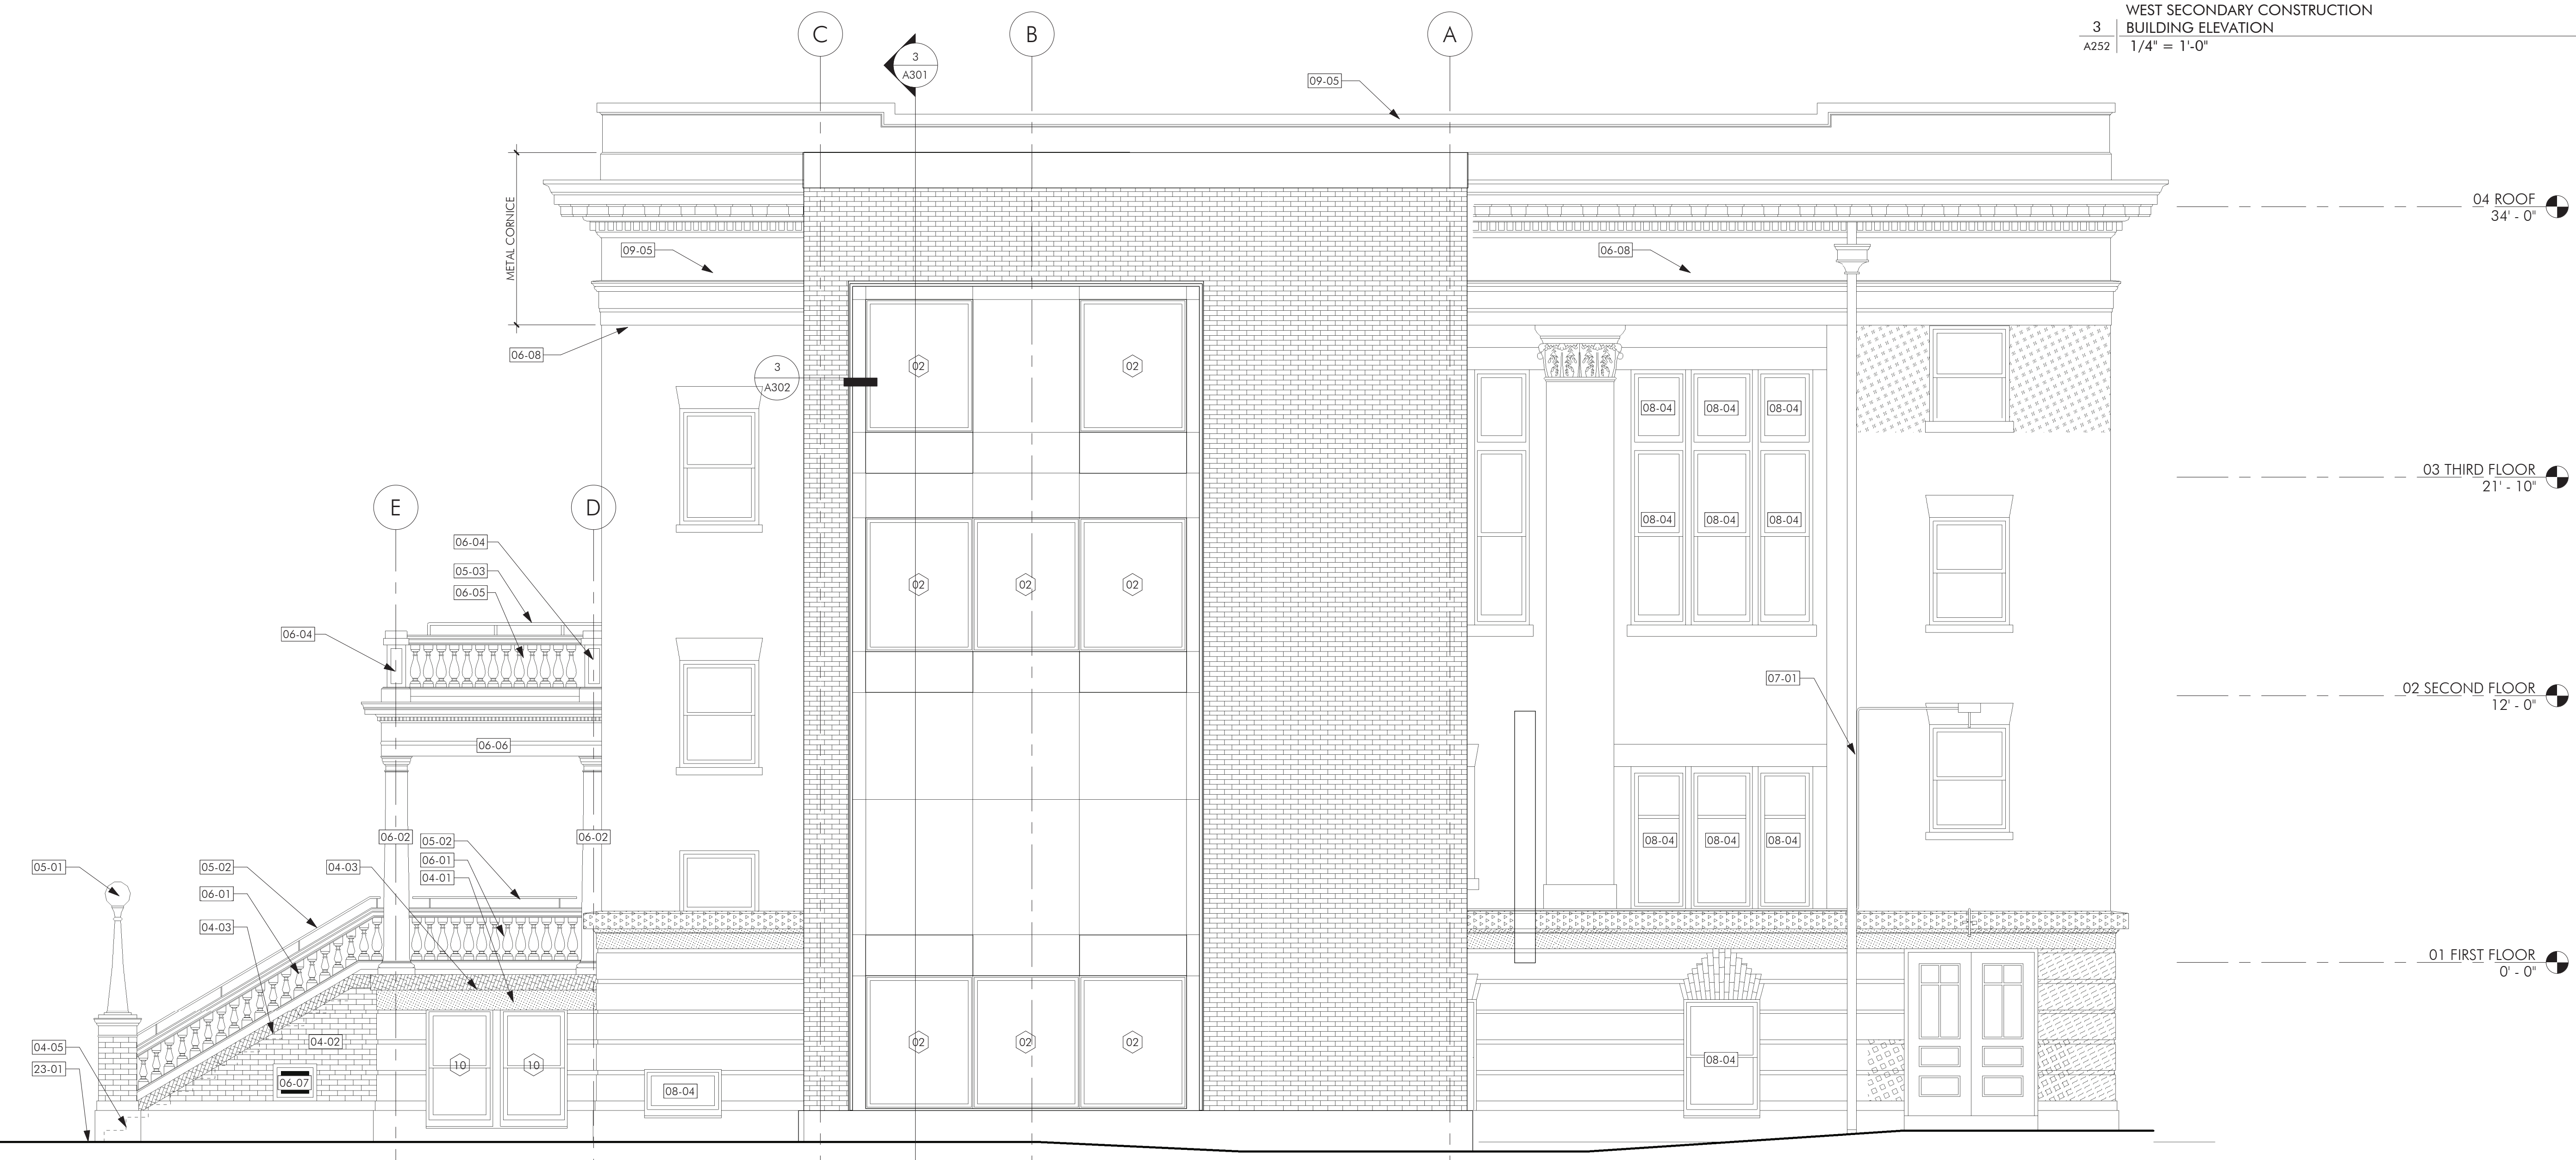 WEST SECONDARY CONSTRUCTION
3 BUILDING ELEVATION
A252 1/4" = 1'-0"
C
B
A
3
A301
09-05
METAL CORNICE
04 ROOF
34' - 0"
09-05
06-08
06-08
3
A302
02
02
08-04 08-04 08-04
03 THIRD FLOOR
21' - 10"
E
D
08-04 08-04 08-04
06-04
05-03
06-05
02
02
02
06-04
07-01
02 SECOND FLOOR
12' - 0"
06-06
06-02
06-02
05-02
06-01
04-01
08-04 08-04 08-04
05-01
05-02
04-03
06-01
04-03
01 FIRST FLOOR
0' - 0"
04-05
04-02
02
02
02
23-01
06-07
10
10
08-04
08-04